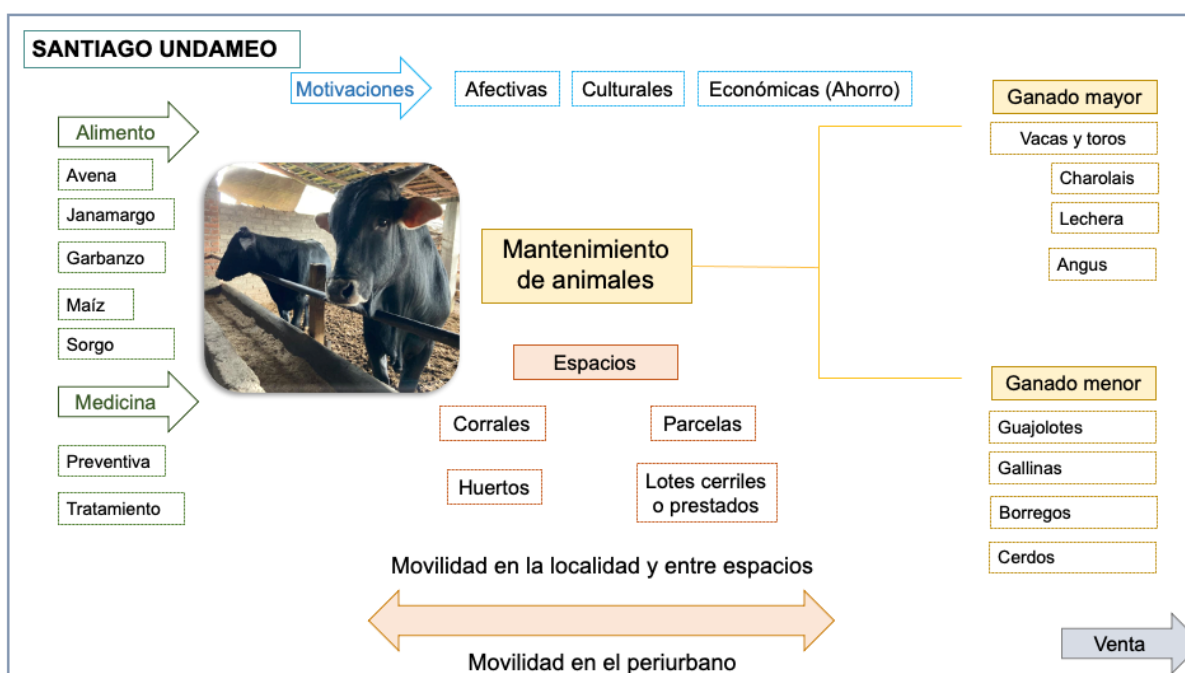 SANTIAGO UNDAMEO
Motivaciones
Afectivas
Culturales
Económicas (Ahorro)
Alimento
Avena
Janamargo
Garbanzo
Maíz
Sorgo
Medicina
Preventiva
Tratamiento
Mantenimiento
de animales
Espacios
Corrales
Parcelas
Huertos
Lotes cerriles
o prestados
Movilidad en la localidad y entre espacios
Movilidad en el periurbano
Ganado mayor
Vacas y toros
Charolais
Lechera
Angus
Ganado menor
Guajolotes
Gallinas
Borregos
Cerdos
Venta